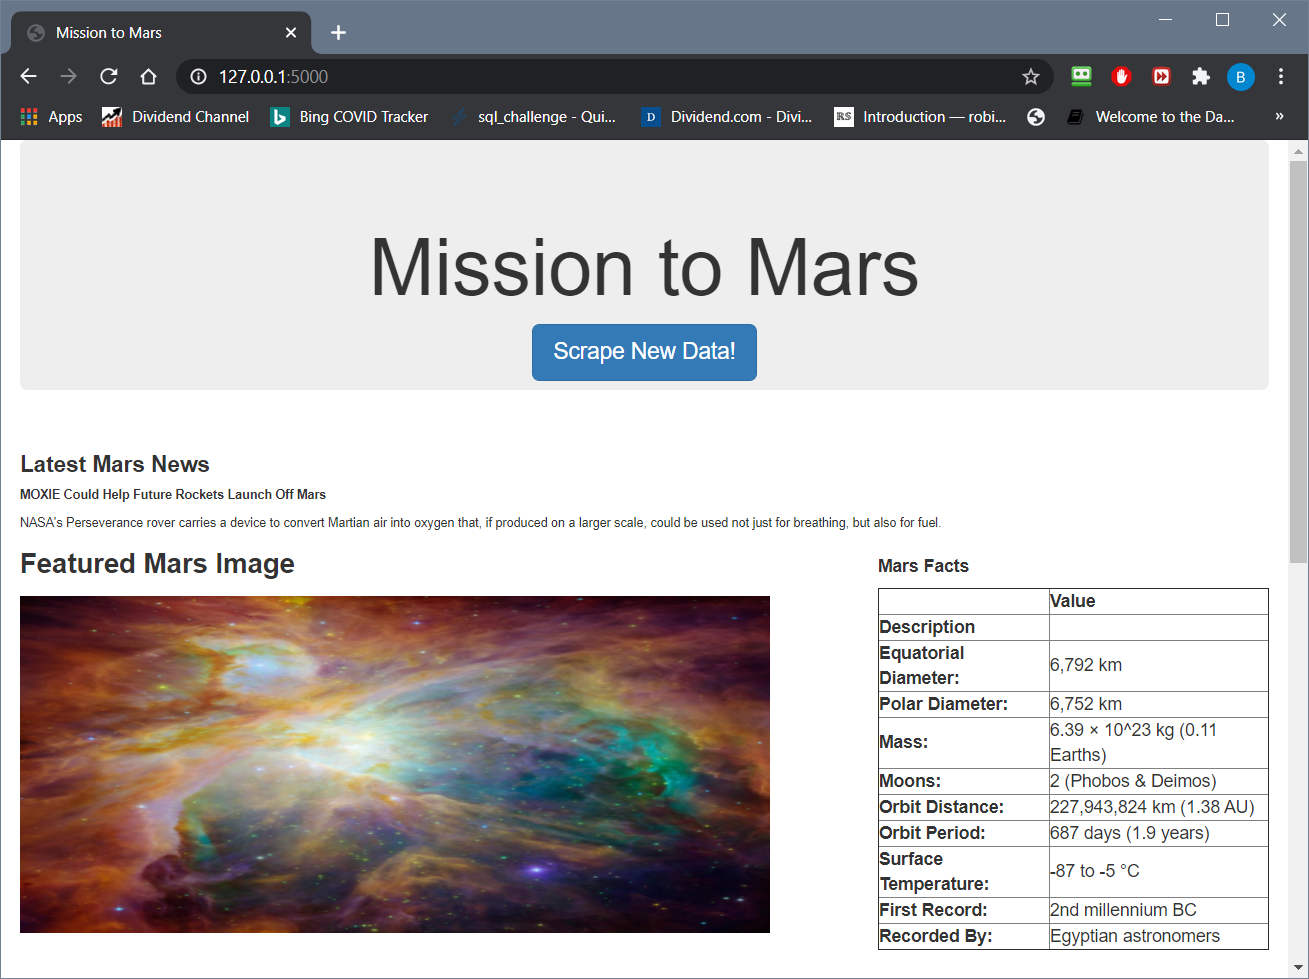 Mission to Mars
127.0.0.1:5000
B
Apps
Dividend Channel
Bing COVID Tracker
sql_challenge - Qui...
D
Dividend.com - Divi...
RS
Introduction — robi...
Welcome to the Da...
»
Mission to Mars
Scrape New Data!
Latest Mars News
MOXIE Could Help Future Rockets Launch Off Mars
NASA's Perseverance rover carries a device to convert Martian air into oxygen that, if produced on a larger scale, could be used not just for breathing, but also for fuel.
Featured Mars Image
Mars Facts
Value
Description
Equatorial
Diameter:
6,792 km
Polar Diameter:
6,752 km
Mass:
6.39 × 10^23 kg (0.11
Earths)
Moons:
2 (Phobos & Deimos)
Orbit Distance:
227,943,824 km (1.38 AU)
Orbit Period:
687 days (1.9 years)
Surface
Temperature:
-87 to -5 °C
First Record:
2nd millennium BC
Recorded By:
Egyptian astronomers